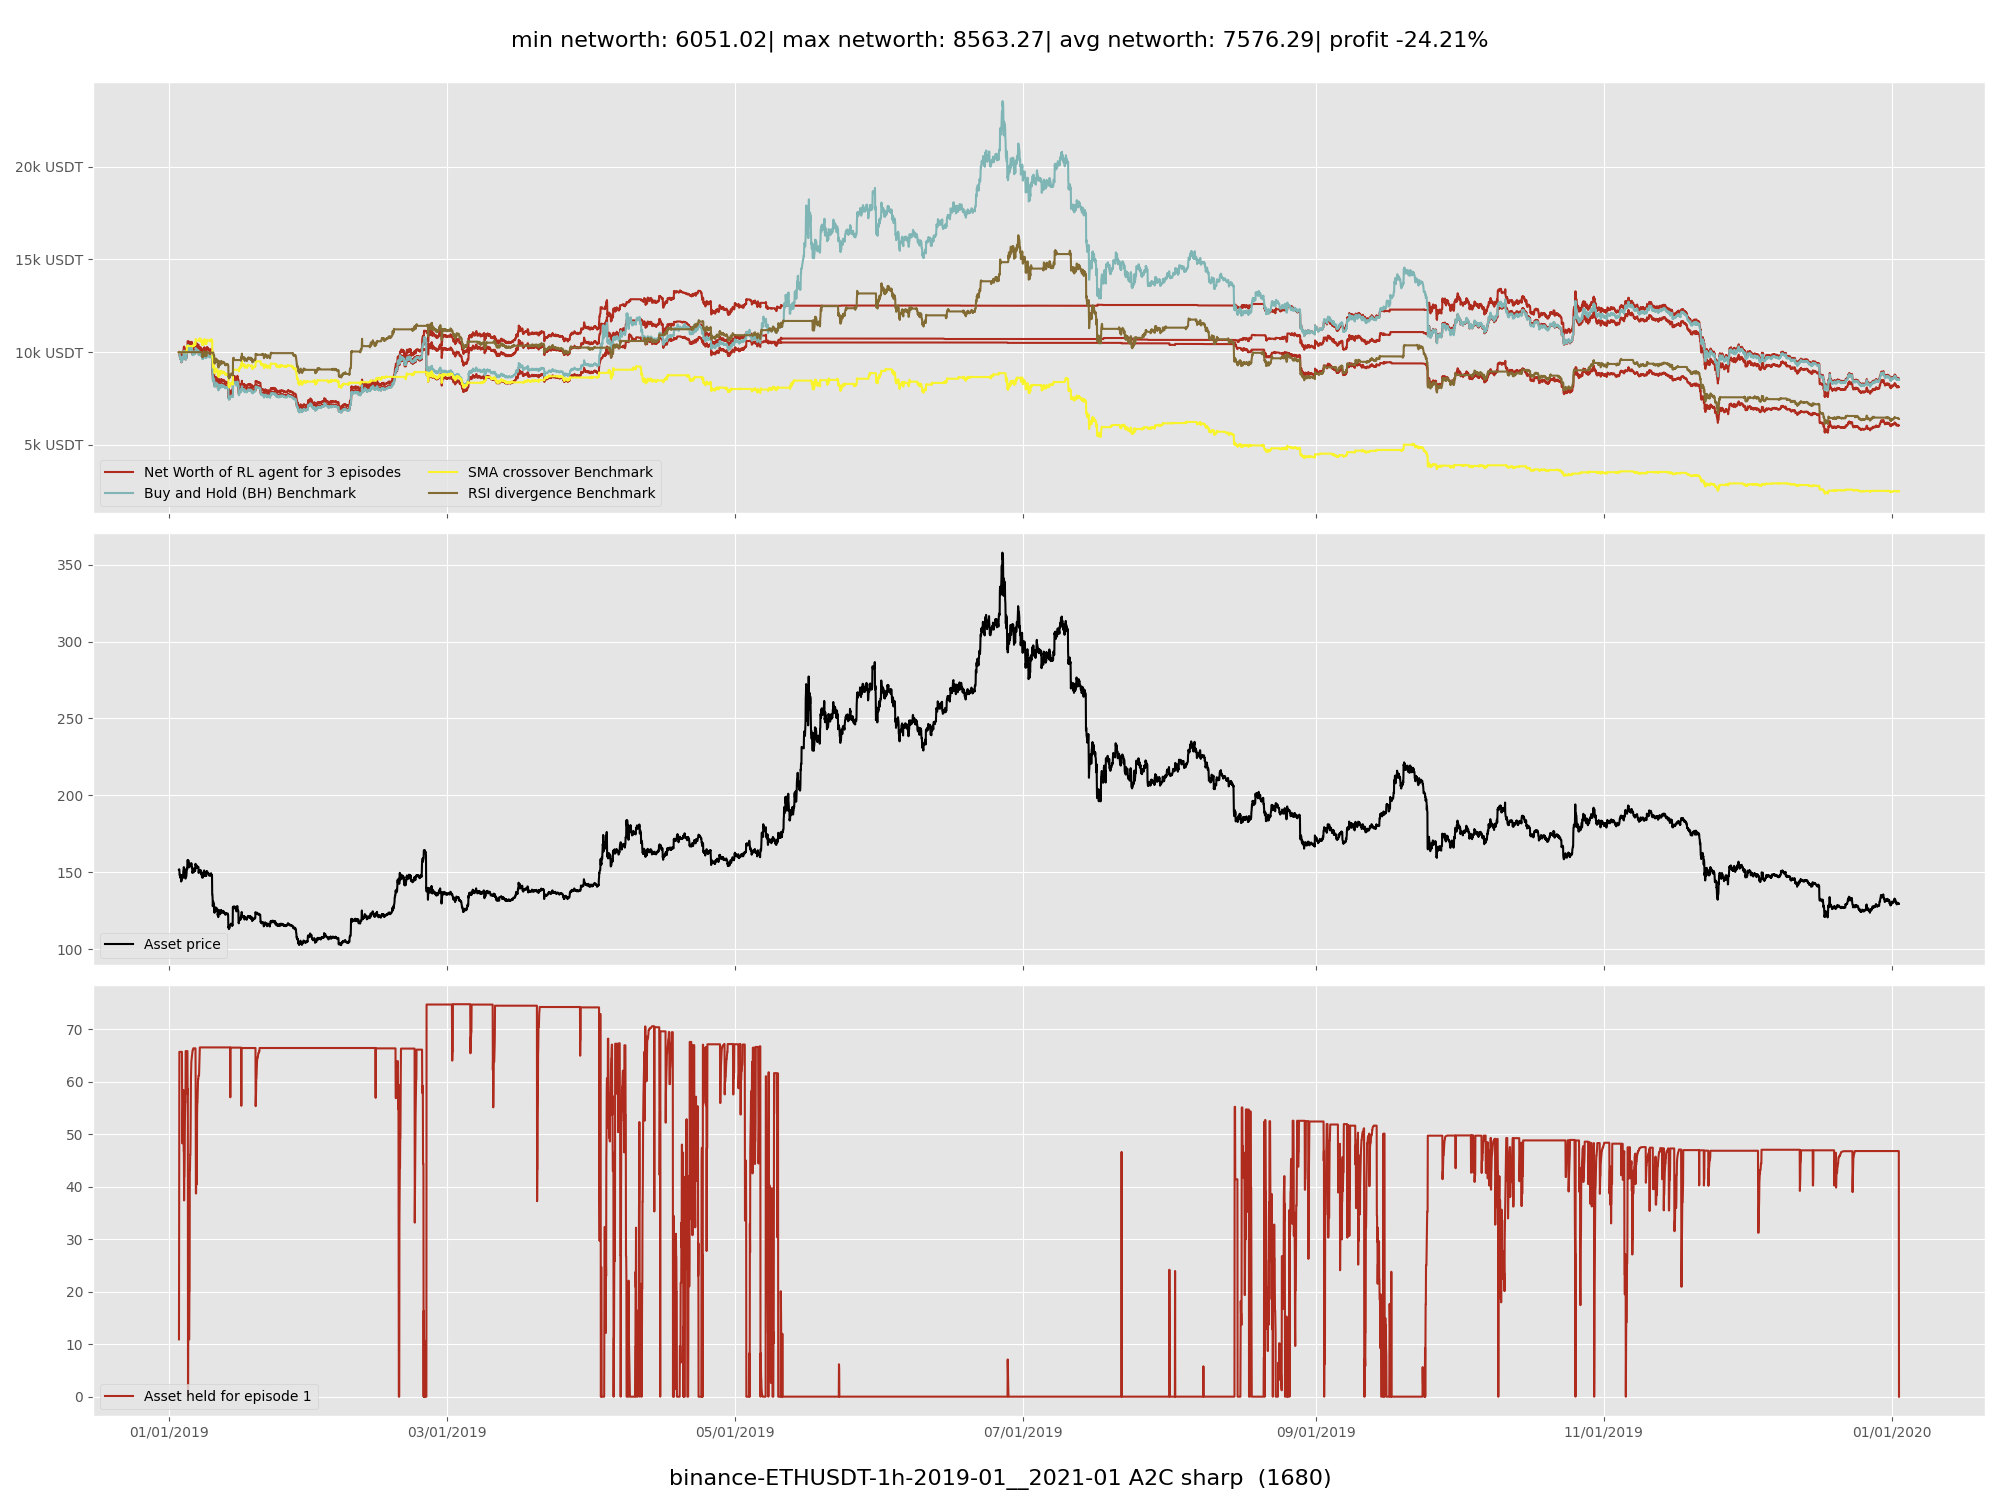 min networth: 6051.02| max networth: 8563.27| avg networth: 7576.29| profit -24.21%
20k USDT
15k USDT
10k USDT
5k USDT
Net Worth of RL agent for 3 episodes
Buy and Hold (BH) Benchmark
SMA crossover Benchmark
RSI divergence Benchmark
350
300
250
200
150
100
Asset price
70
60
50
40
30
20
10
0
Asset held for episode 1
01/01/2019 03/01/2019 05/01/2019 07/01/2019 09/01/2019 11/01/2019 01/01/2020
binance-ETHUSDT-1h-2019-01__2021-01 A2C sharp  (1680)